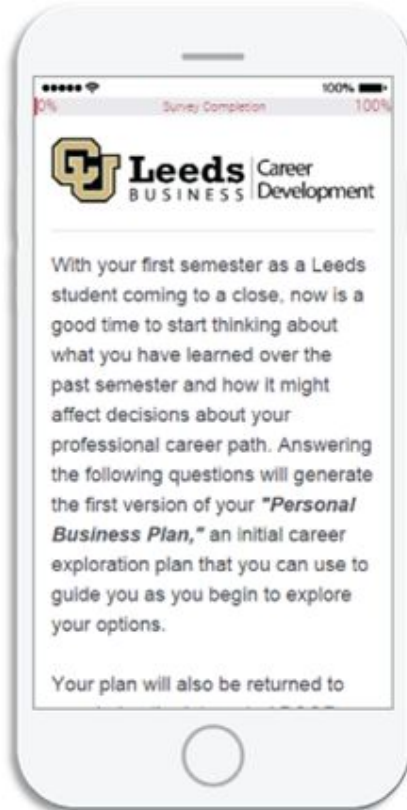 100%
0% Survey Completion 100%
CU Leeds BUSINESS Career Development
With your first semester as a Leeds
student coming to a close, now is a
good time to start thinking about
what you have learned over the
past semester and how it might
affect decisions about your
professional career path. Answering
the following questions will generate
the first version of your "Personal
Business Plan," an initial career
exploration plan that you can use to
guide you as you begin to explore
your options.
Your plan will also be returned to